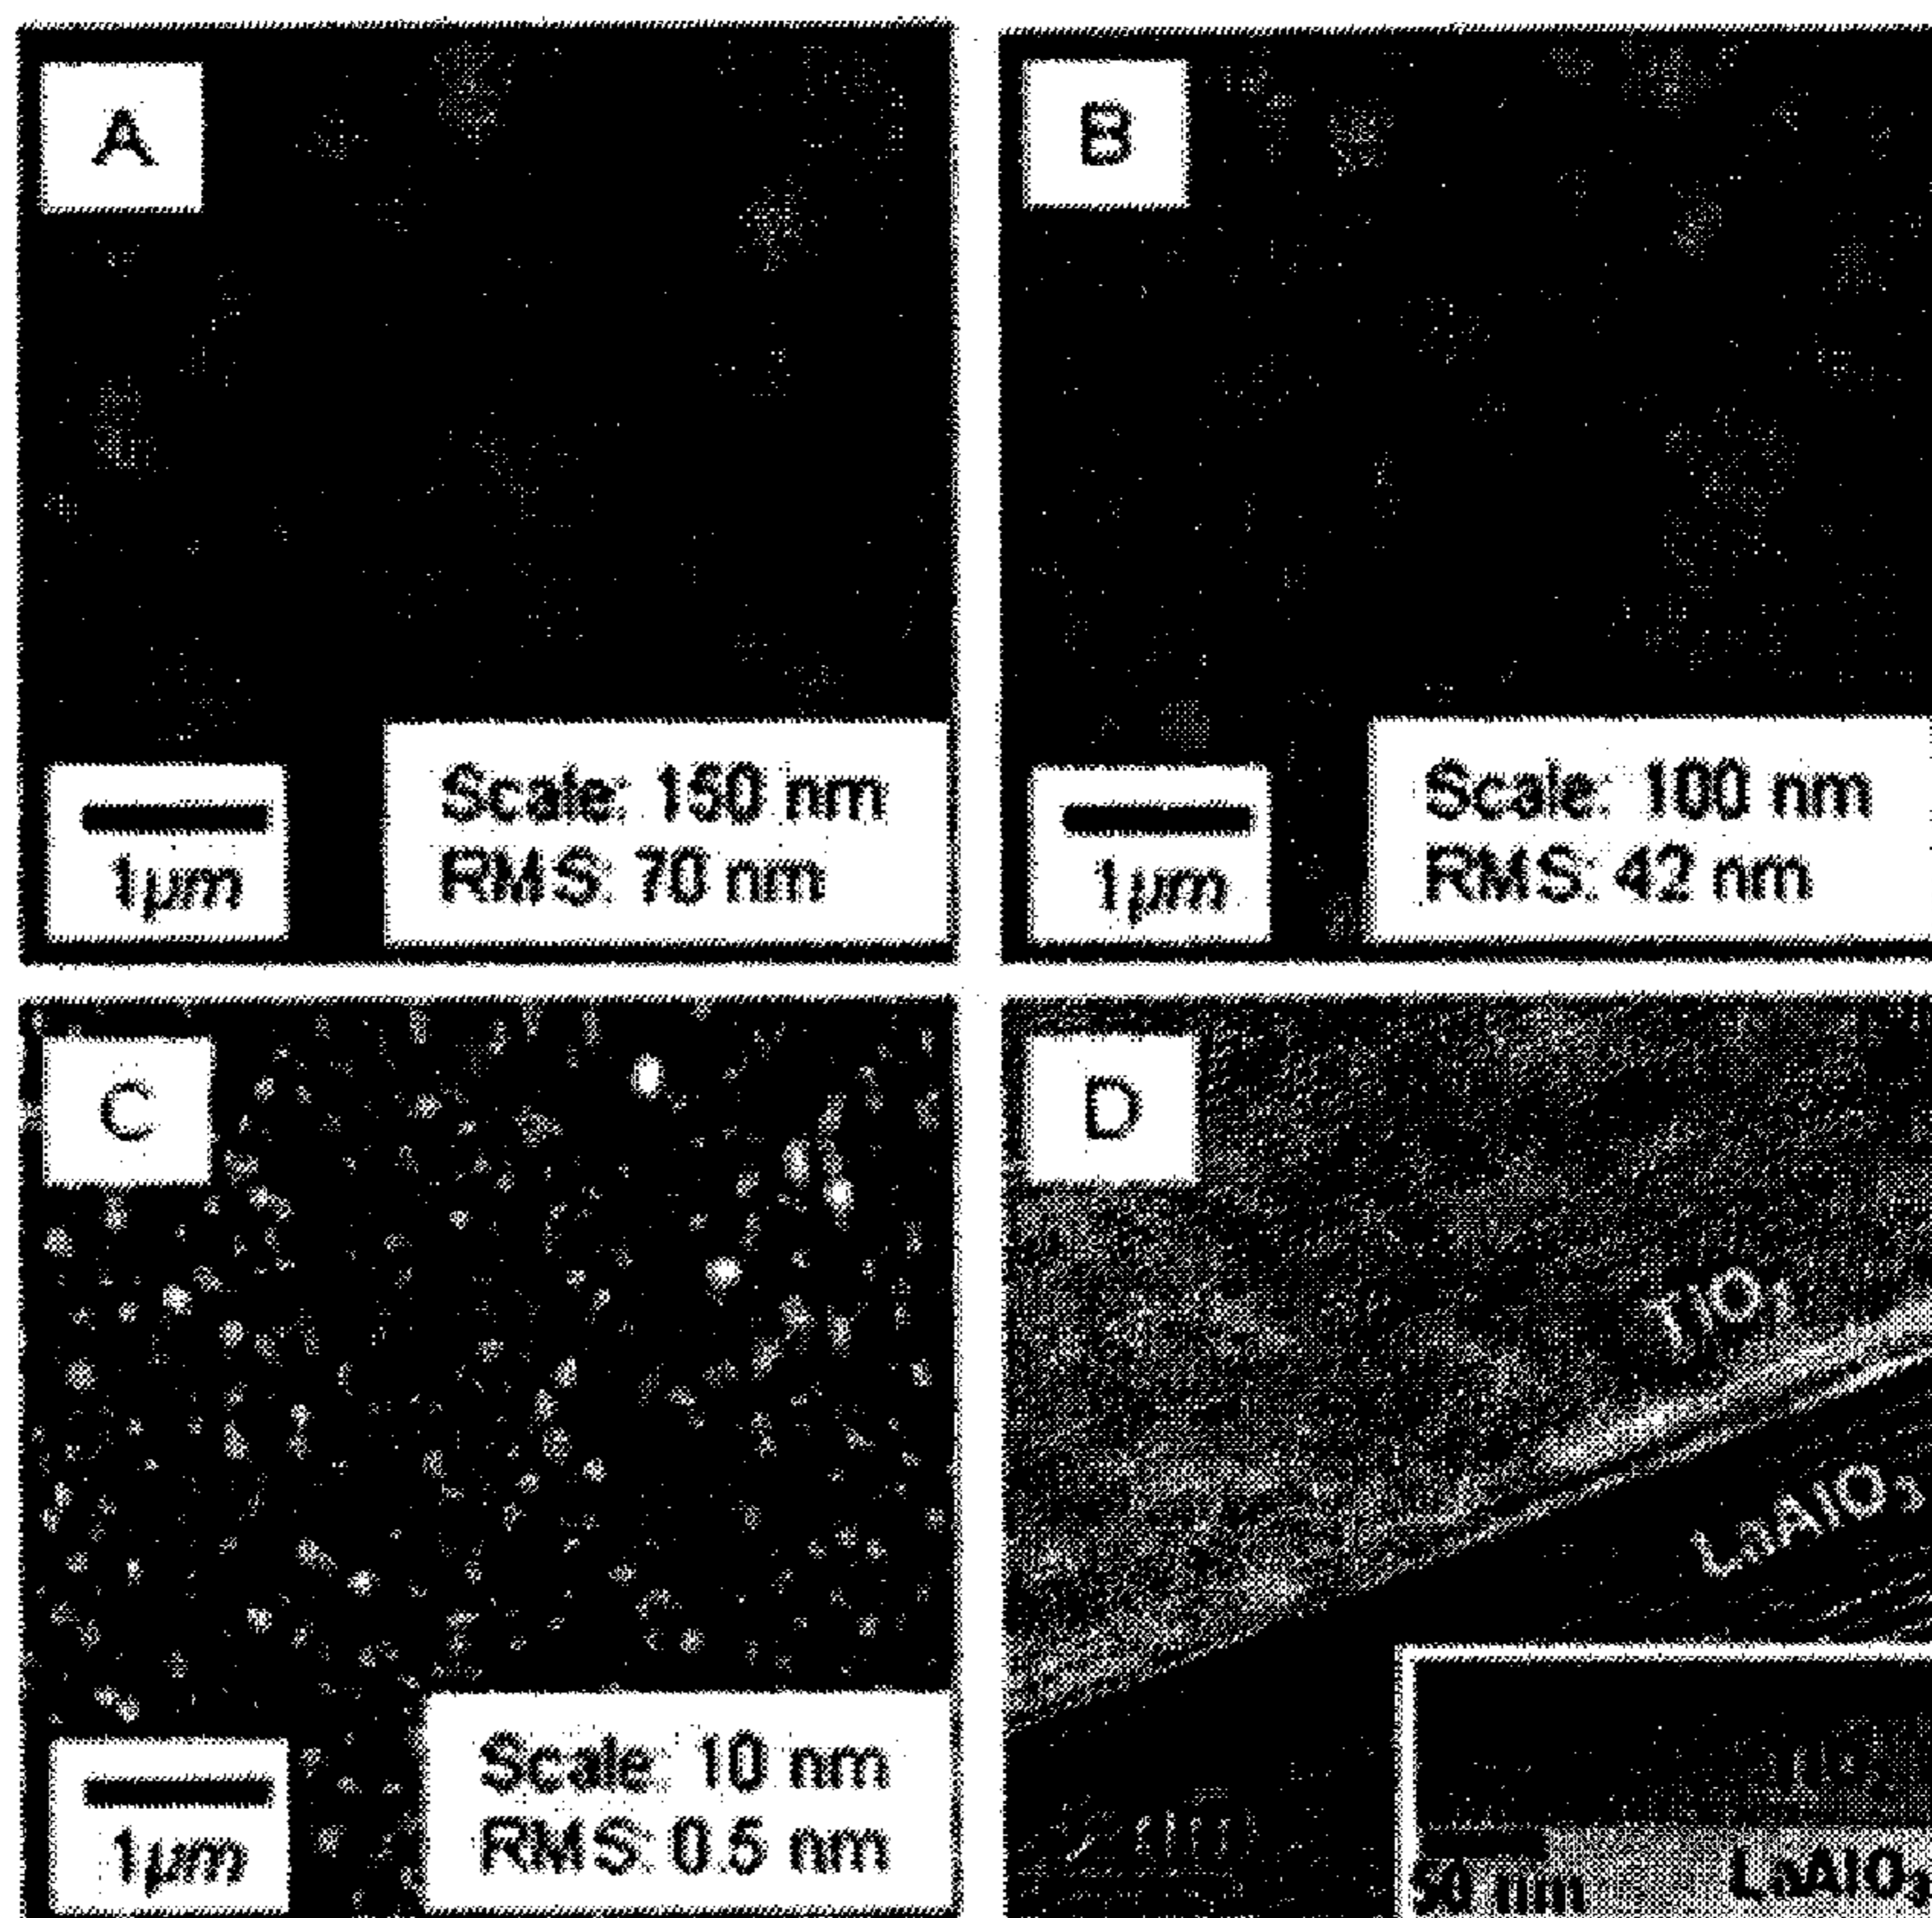 A
Scale: 150 nm
RMS: 70 nm
1µm
B
Scale: 100 nm
RMS: 42 nm
1µm
C
Scale: 10 nm
RMS: 0.5 nm
1µm
D
LaAlO₃
50 nm
LaAlO₃